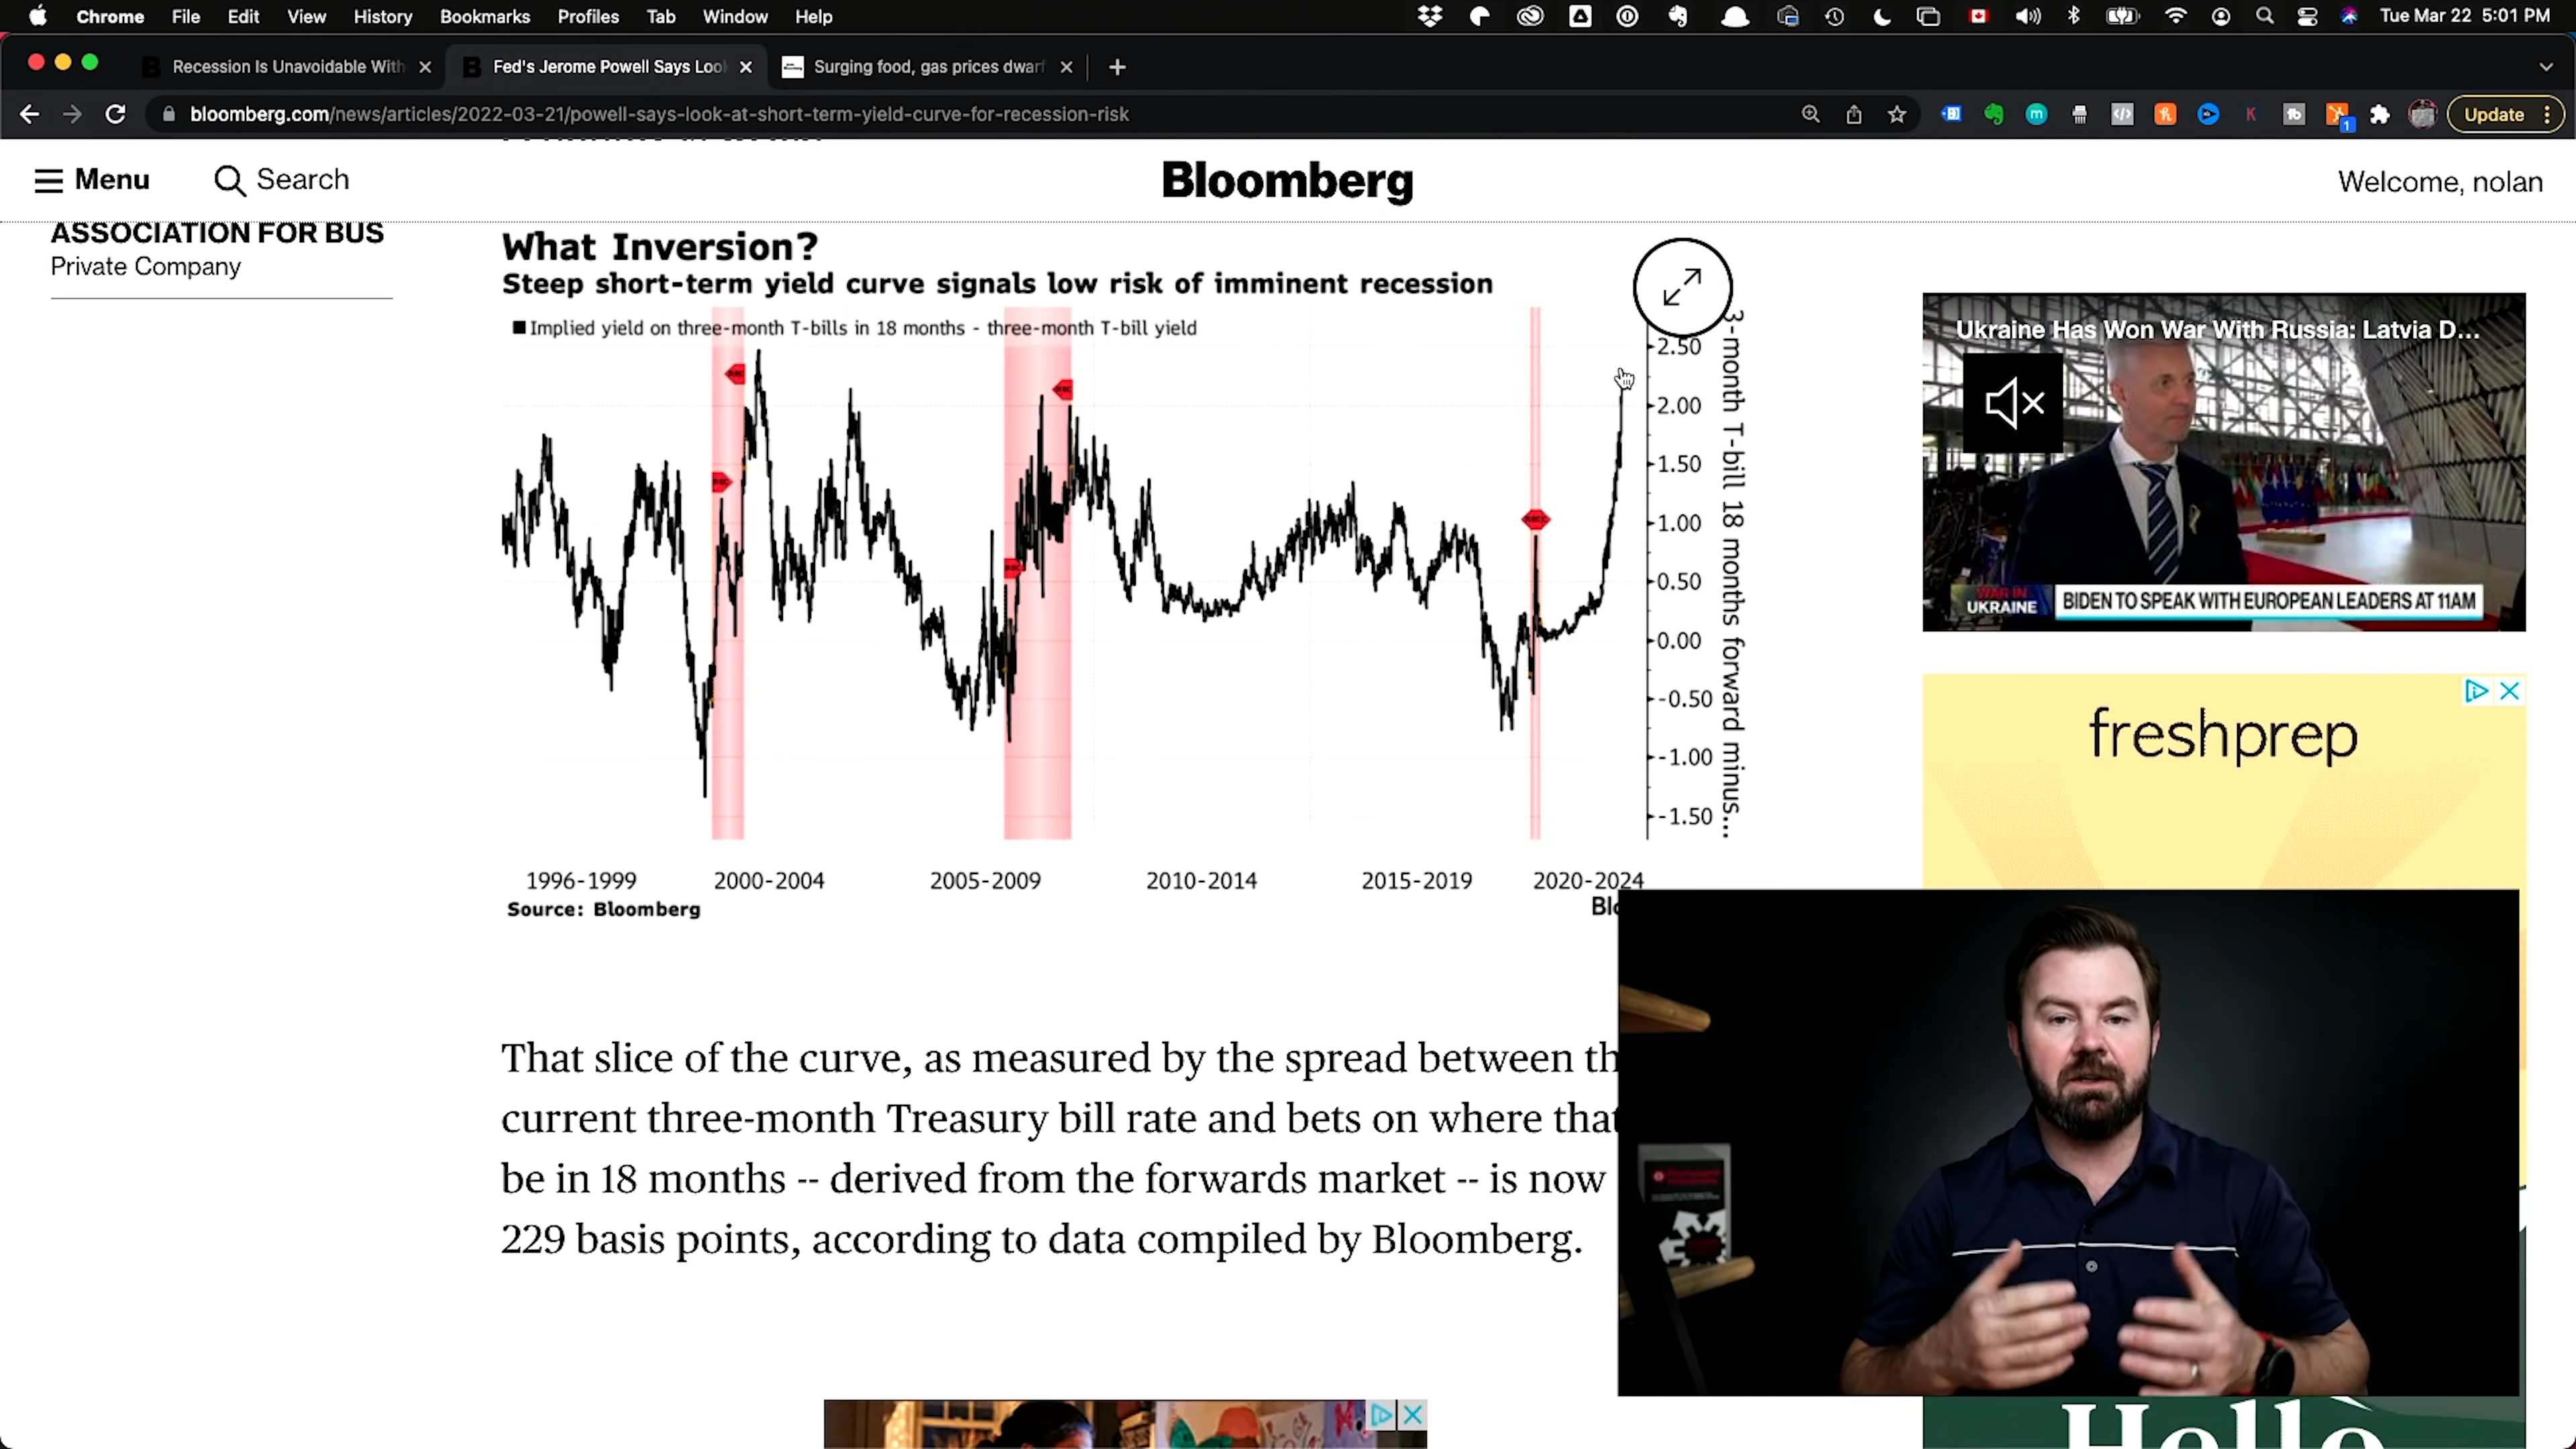 Chrome File Edit View History Bookmarks Profiles Tab Window Help
Tue Mar 22 5:01 PM
Recession Is Unavoidable With
Fed's Jerome Powell Says Loo
Surging food, gas prices dwarf
bloomberg.com/news/articles/2022-03-21/powell-says-look-at-short-term-yield-curve-for-recession-risk
Update
Menu
Search
Bloomberg
Welcome, nolan
ASSOCIATION FOR BUS
Private Company
What Inversion?
Steep short-term yield curve signals low risk of imminent recession
Implied yield on three-month T-bills in 18 months - three-month T-bill yield
2.50
2.00
1.50
1.00
0.50
0.00
-0.50
-1.00
-1.50
3-month T-bill 18 months forward minus...
1996-1999 2000-2004 2005-2009 2010-2014 2015-2019 2020-2024
Source: Bloomberg
Blo
Ukraine Has Won War With Russia: Latvia D...
WAR IN
UKRAINE
BIDEN TO SPEAK WITH EUROPEAN LEADERS AT 11AM
freshprep
That slice of the curve, as measured by the spread between th
current three-month Treasury bill rate and bets on where that
be in 18 months -- derived from the forwards market -- is now
229 basis points, according to data compiled by Bloomberg.
Hello